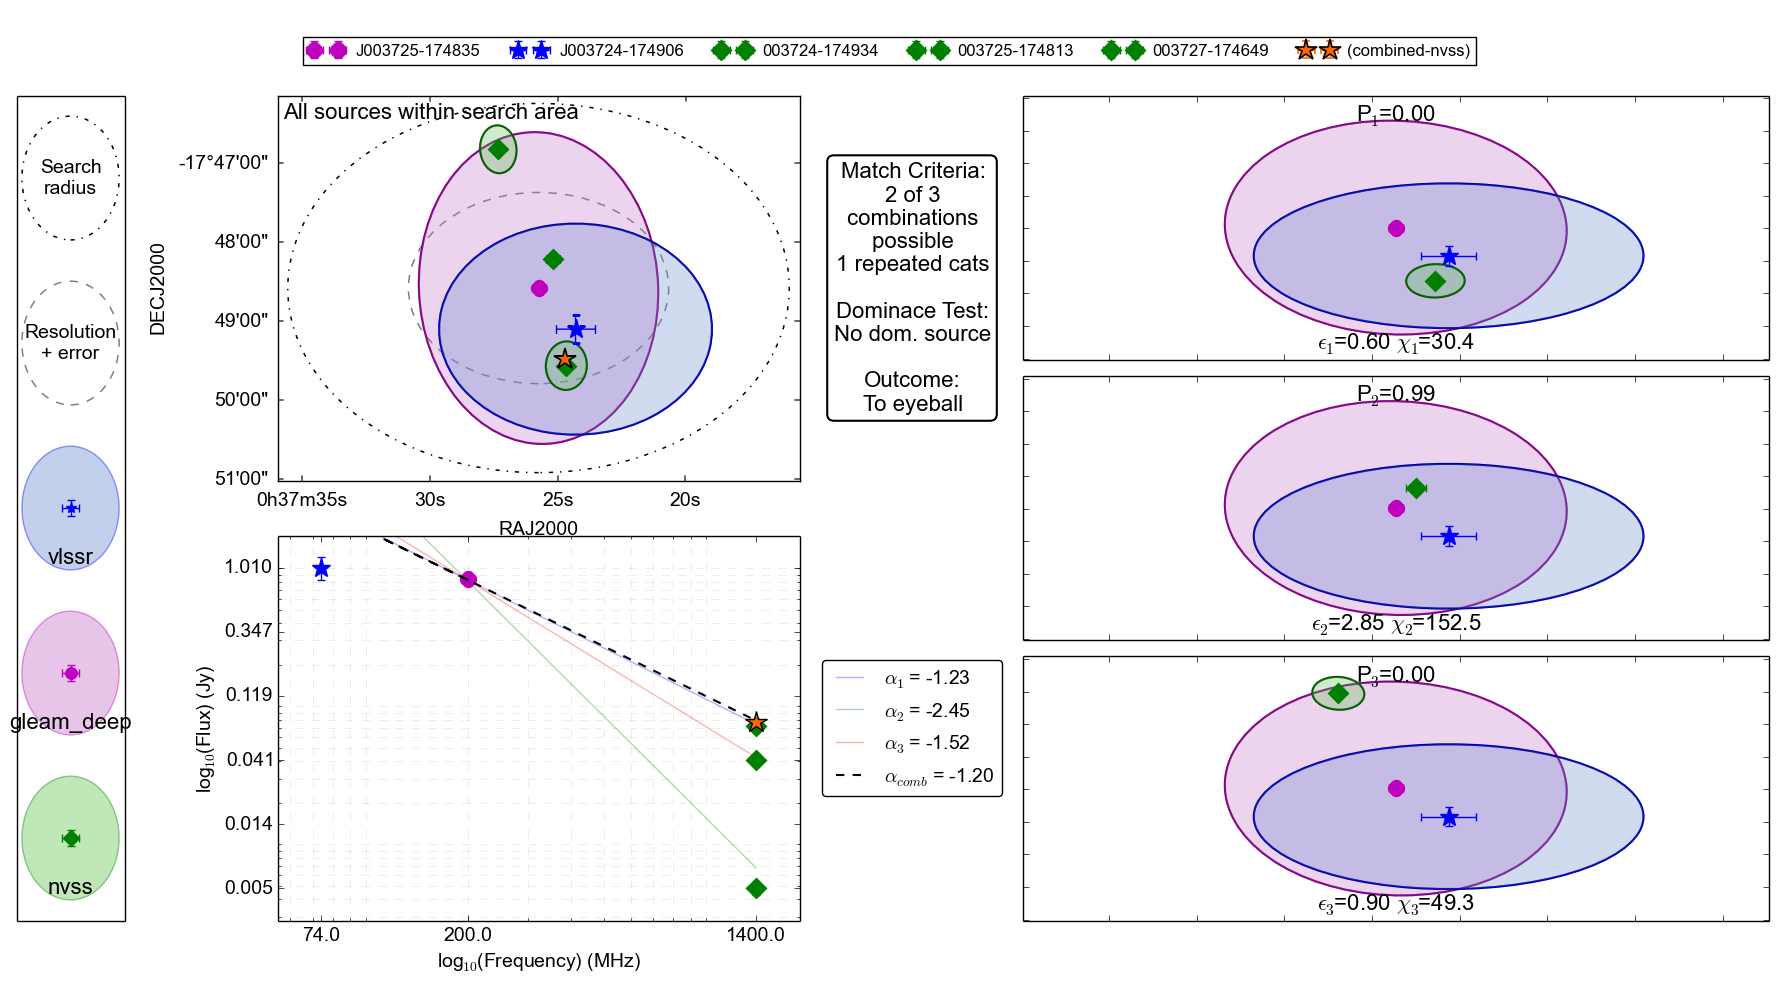 J003725-174835
J003724-174906
003724-174934
003725-174813
003727-174649
(combined-nvss)
Search
radius
Resolution
+ error
vlssr
gleam_deep
nvss
All sources within search area
DECJ2000
-17°47'00"
48'00"
49'00"
50'00"
51'00"
0h37m35s
30s
25s
20s
RAJ2000
log10(Flux) (Jy)
1.010
0.347
0.119
0.041
0.014
0.005
74.0
200.0
1400.0
log10(Frequency) (MHz)
Match Criteria:
2 of 3
combinations
possible
1 repeated cats
Dominace Test:
No dom. source
Outcome:
To eyeball
α1 = -1.23
α2 = -2.45
α3 = -1.52
αcomb = -1.20
P1=0.00
ϵ1=0.60 χ1=30.4
P2=0.99
ϵ2=2.85 χ2=152.5
P3=0.00
ϵ3=0.90 χ3=49.3